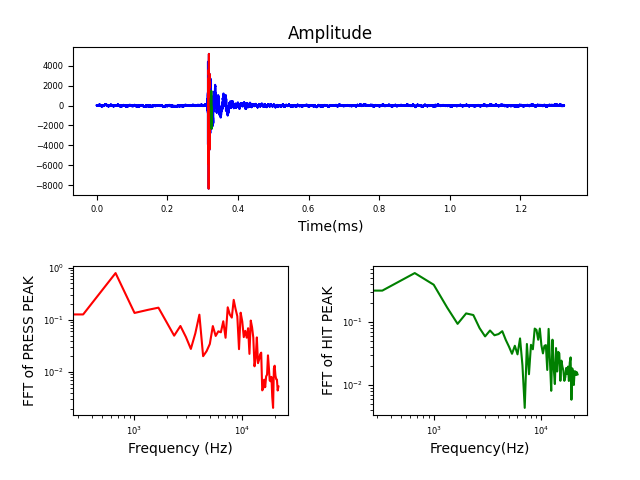 Amplitude
4000
2000
0
−2000
−4000
−6000
−8000
0.0 0.2 0.4 0.6 0.8 1.0 1.2
Time(ms)
FFT of PRESS PEAK
10⁰
10⁻¹
10⁻²
10³ 10⁴
Frequency (Hz)
FFT of HIT PEAK
10⁻¹
10⁻²
10³ 10⁴
Frequency(Hz)